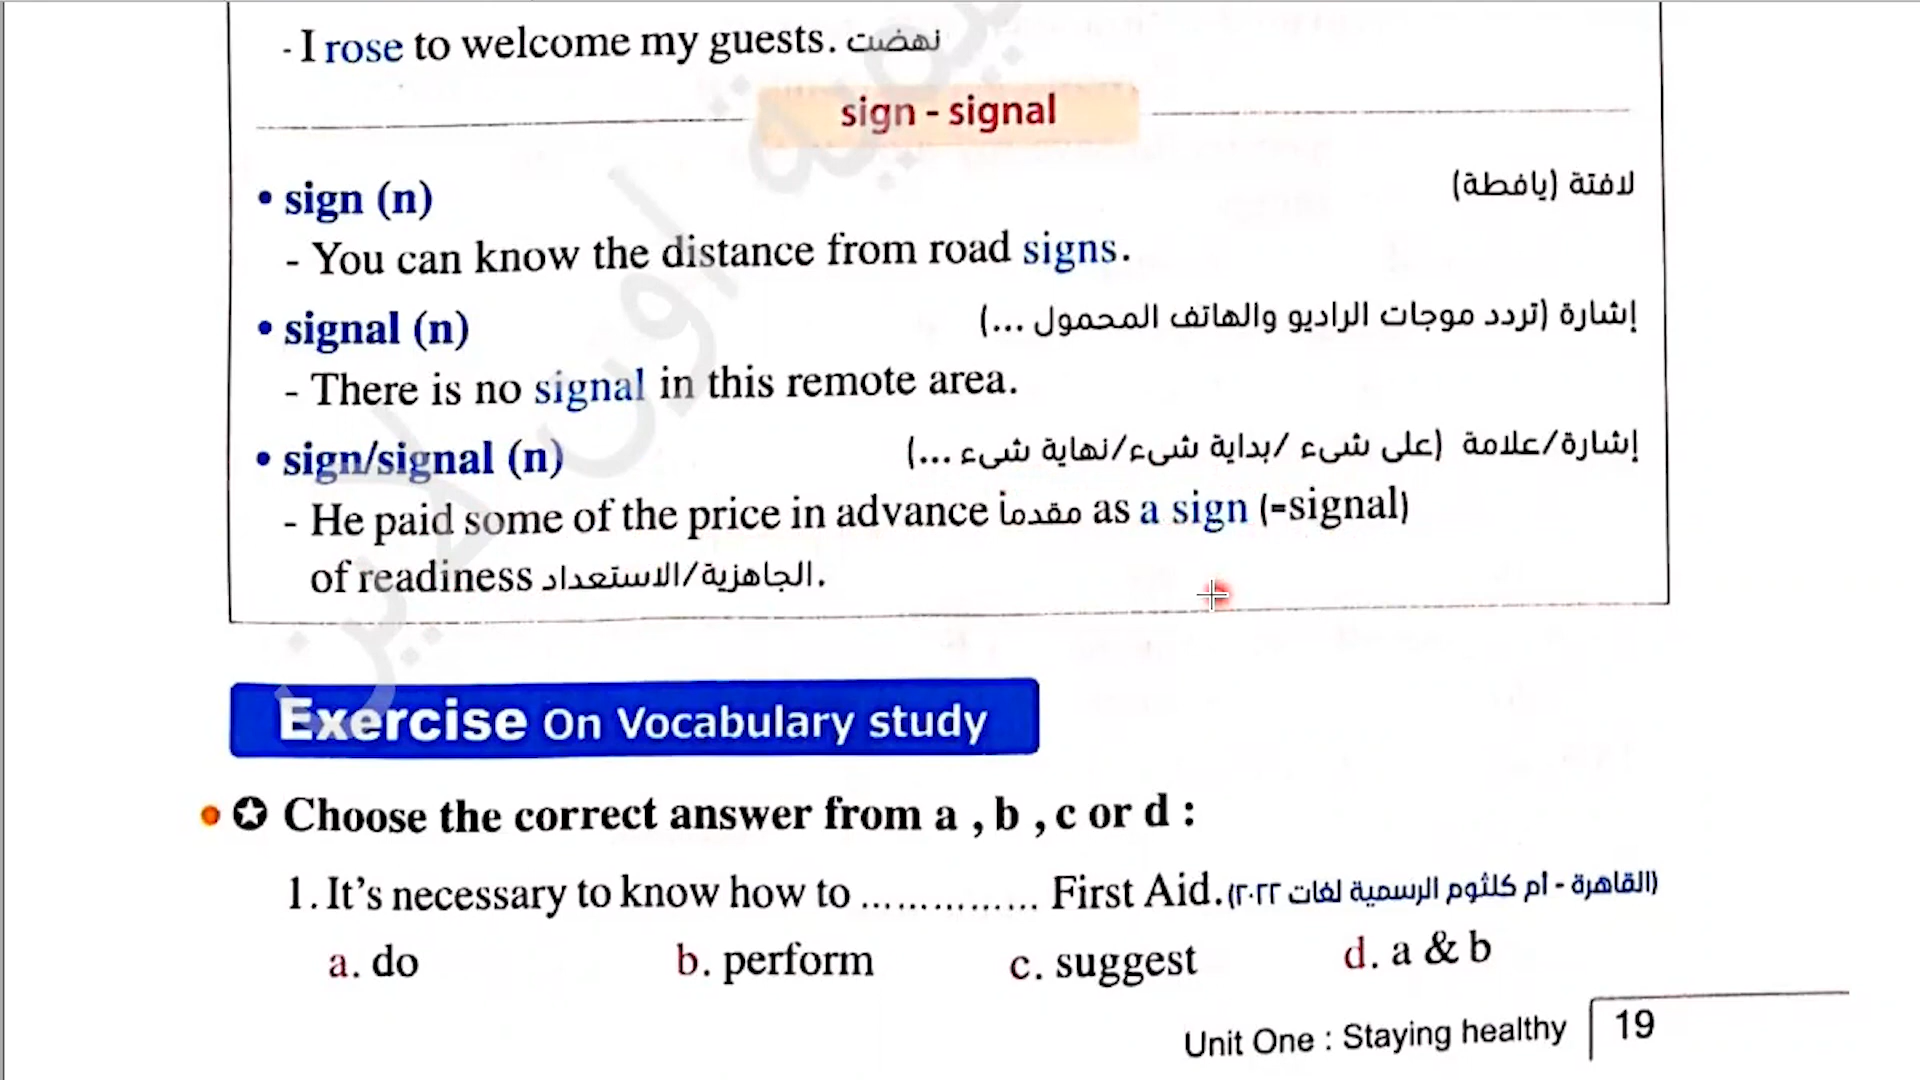 - I rose to welcome my guests. نهضت
sign - signal
• sign (n) لافتة (يافطة)
- You can know the distance from road signs.
• signal (n) إشارة (تردد موجات الراديو والهاتف المحمول ...)
- There is no signal in this remote area.
• sign/signal (n) إشارة/علامة (على شىء /بداية شىء/نهاية شىء ...)
- He paid some of the price in advance مقدماً as a sign (=signal)
of readiness الجاهزية/الاستعداد.
Exercise On Vocabulary study
Choose the correct answer from a , b , c or d :
1. It's necessary to know how to ............... First Aid. (القاهرة - أم كلثوم الرسمية لغات ٢٠٢٢)
a. do b. perform c. suggest d. a & b
Unit One : Staying healthy 19